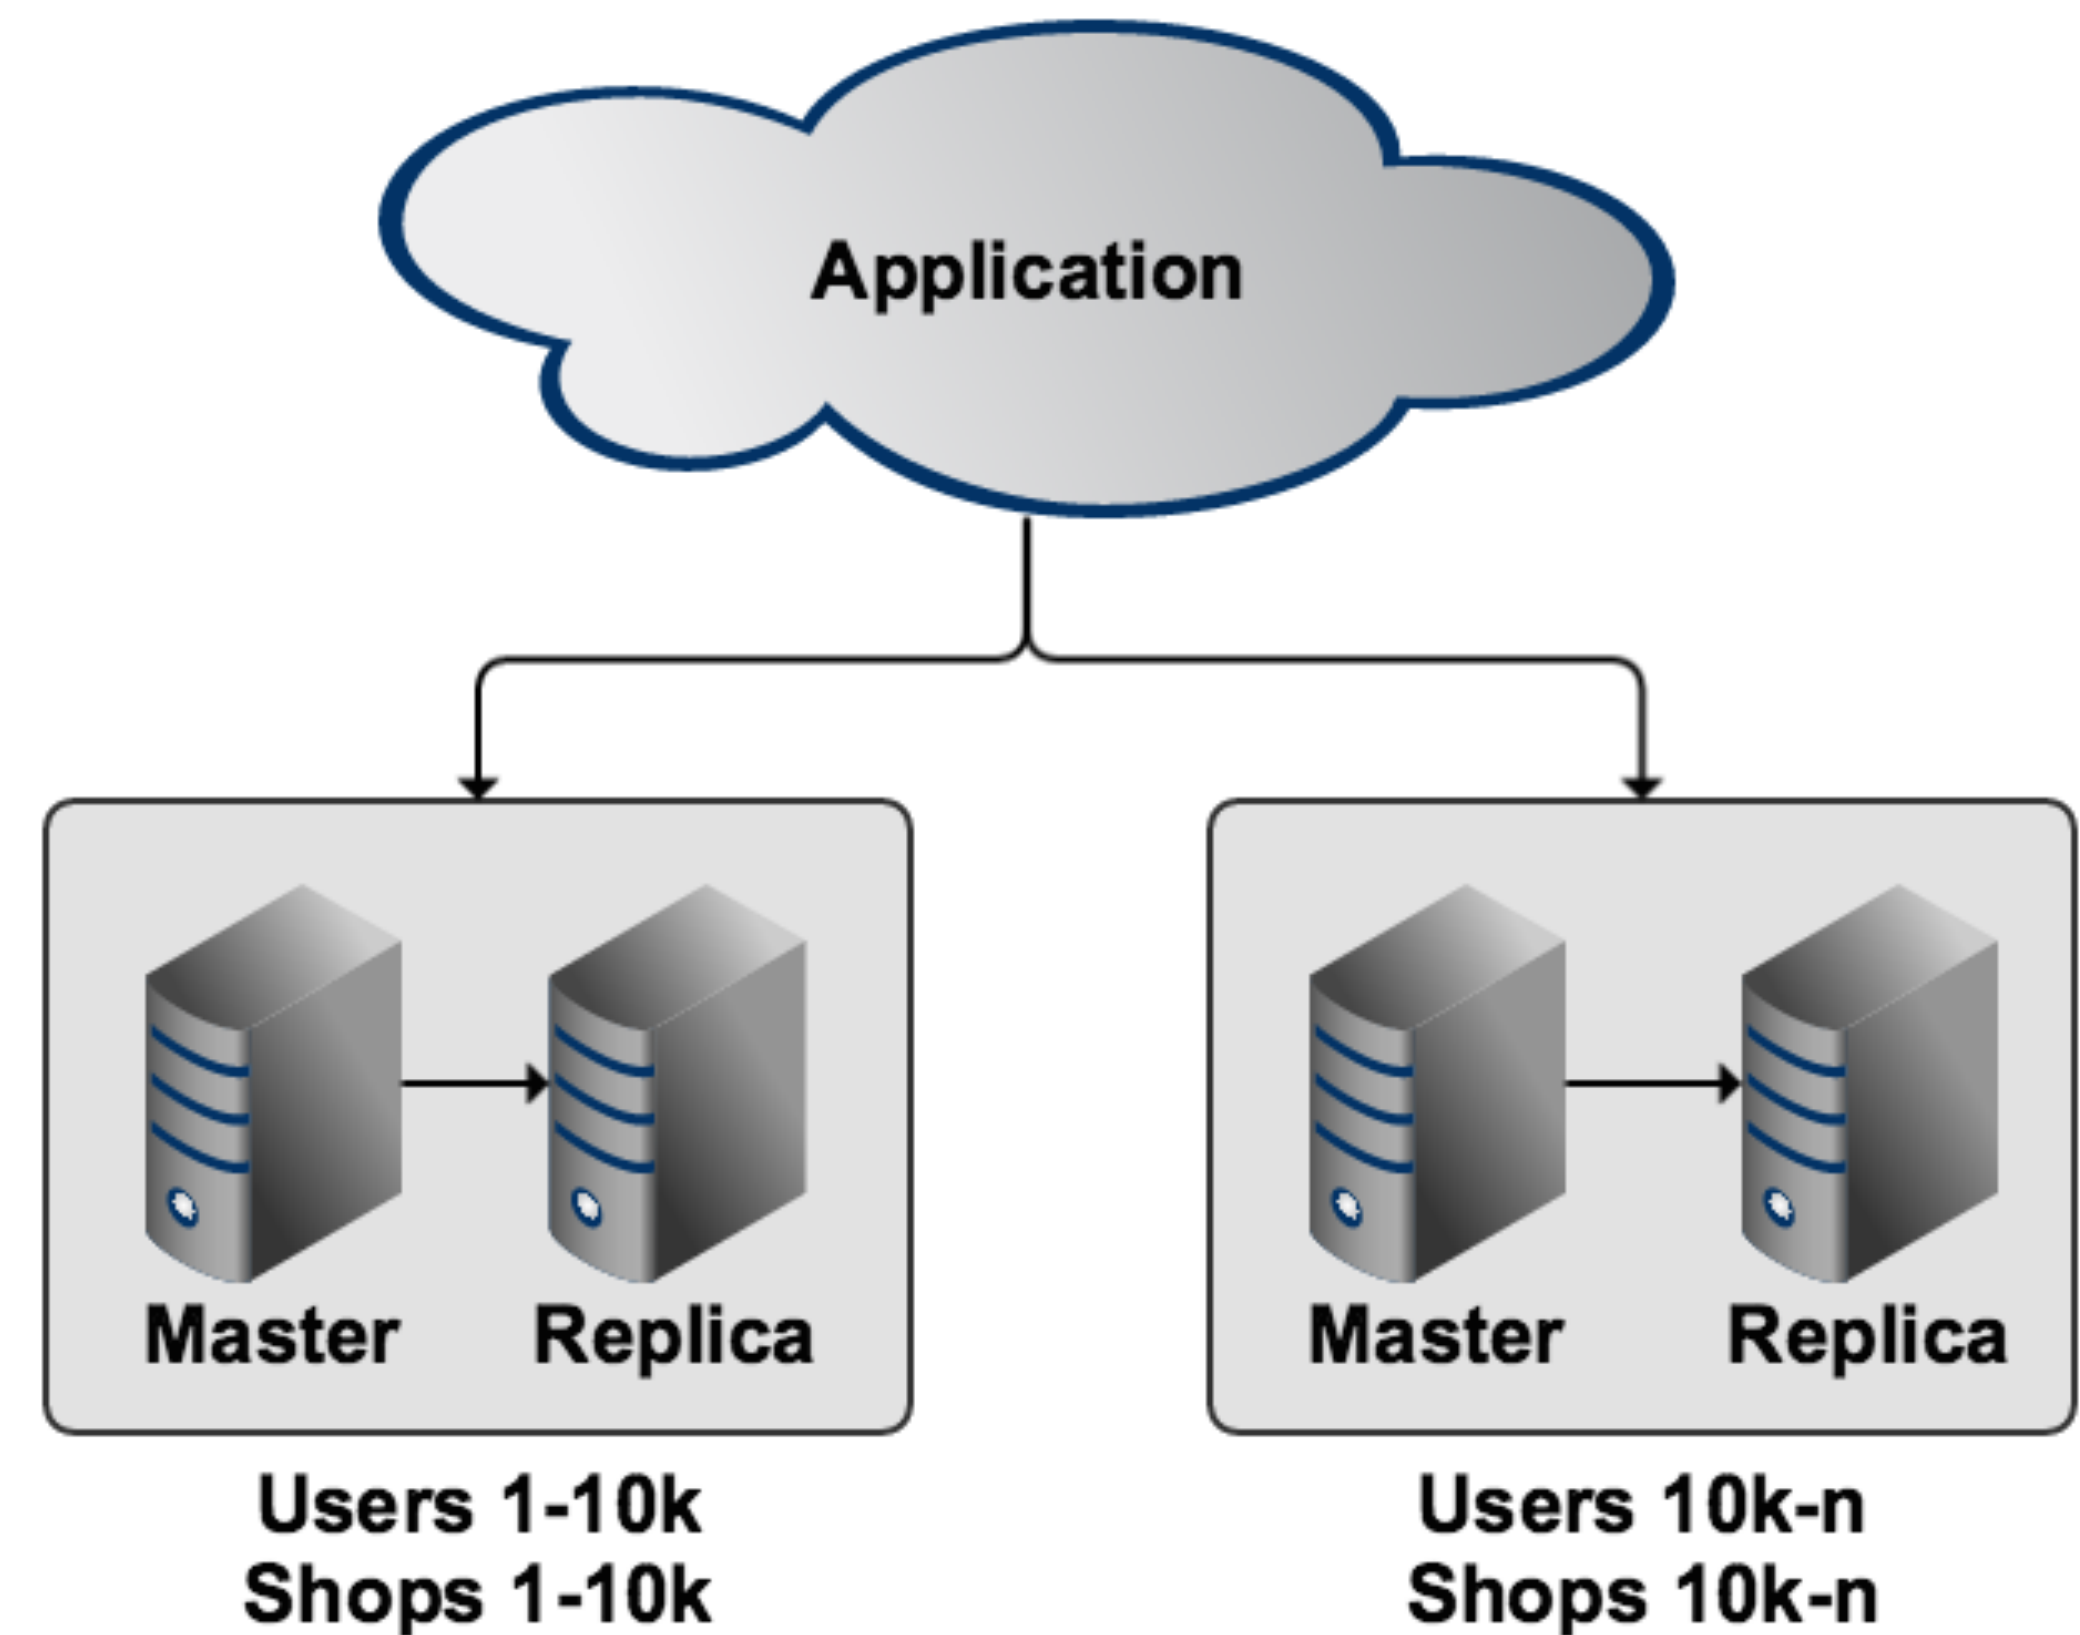 Application
Master
Replica
Master
Replica
Users 1-10k
Shops 1-10k
Users 10k-n
Shops 10k-n